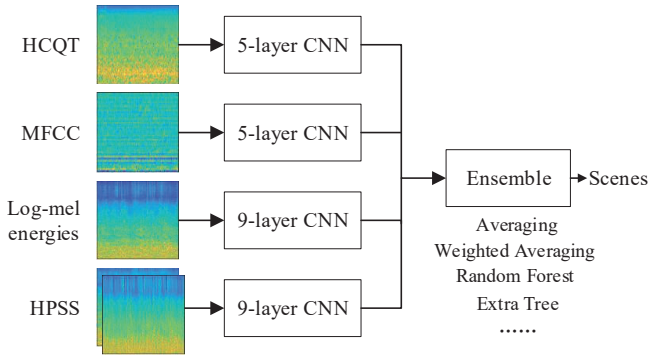 HCQT
5-layer CNN
MFCC
5-layer CNN
Log-mel
energies
9-layer CNN
HPSS
9-layer CNN
Ensemble
Scenes
Averaging
Weighted Averaging
Random Forest
Extra Tree
……